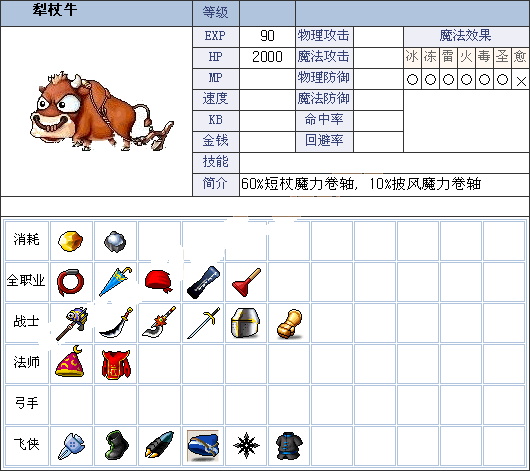 犁杖牛 等级
EXP 90 物理攻击 魔法效果
HP 2000 魔法攻击 冰 冻 雷 火 毒 圣 愈
MP 物理防御 ○ ○ ○ ○ ○ ○ ×
速度 魔法防御
KB 命中率
金钱 回避率
技能
简介 60%短杖魔力卷轴, 10%披风魔力卷轴
消耗
全职业
战士
法师
弓手
飞侠